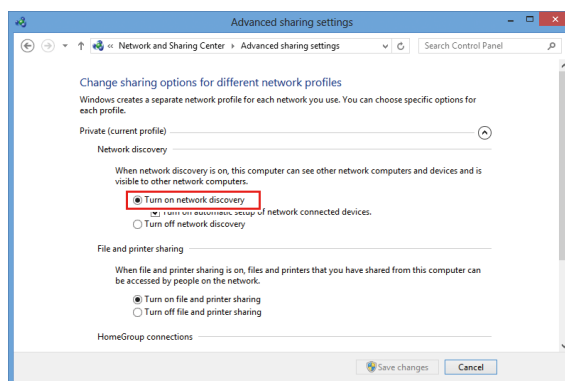 Advanced sharing settings
« Network and Sharing Center ▸ Advanced sharing settings
Search Control Panel
Change sharing options for different network profiles
Windows creates a separate network profile for each network you use. You can choose specific options for
each profile.
Private (current profile)
Network discovery
When network discovery is on, this computer can see other network computers and devices and is
visible to other network computers.
Turn on network discovery
Turn on automatic setup of network connected devices.
Turn off network discovery
File and printer sharing
When file and printer sharing is on, files and printers that you have shared from this computer can
be accessed by people on the network.
Turn on file and printer sharing
Turn off file and printer sharing
HomeGroup connections
Save changes
Cancel